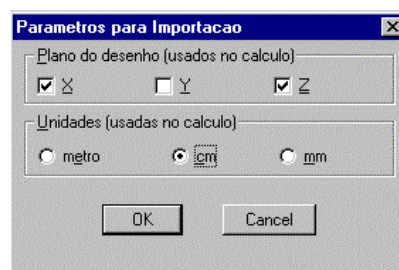 Parametros para Importacao
Plano do desenho (usados no calculo)
X Y Z
Unidades (usadas no calculo)
metro cm mm
OK Cancel